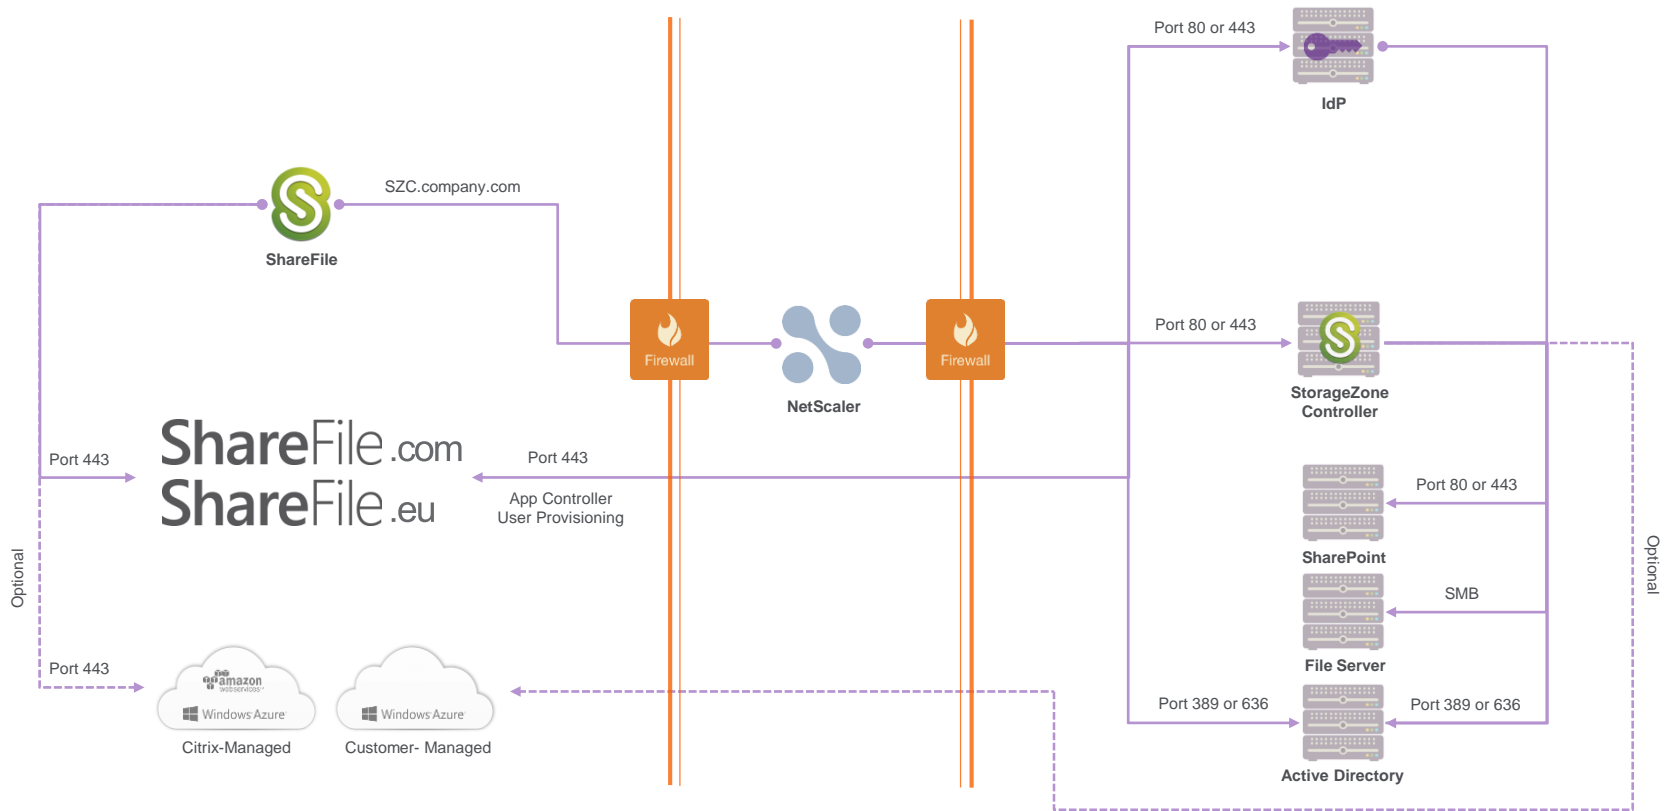 Port 80 or 443
IdP
SZC.company.com
ShareFile
Firewall
Firewall
NetScaler
Port 80 or 443
StorageZone
Controller
Port 443
ShareFile.com
ShareFile.eu
Port 443
App Controller
User Provisioning
Port 80 or 443
SharePoint
Optional
Optional
SMB
File Server
Port 443
amazon
webservices
Windows Azure
Windows Azure
Citrix-Managed
Customer- Managed
Port 389 or 636
Port 389 or 636
Active Directory